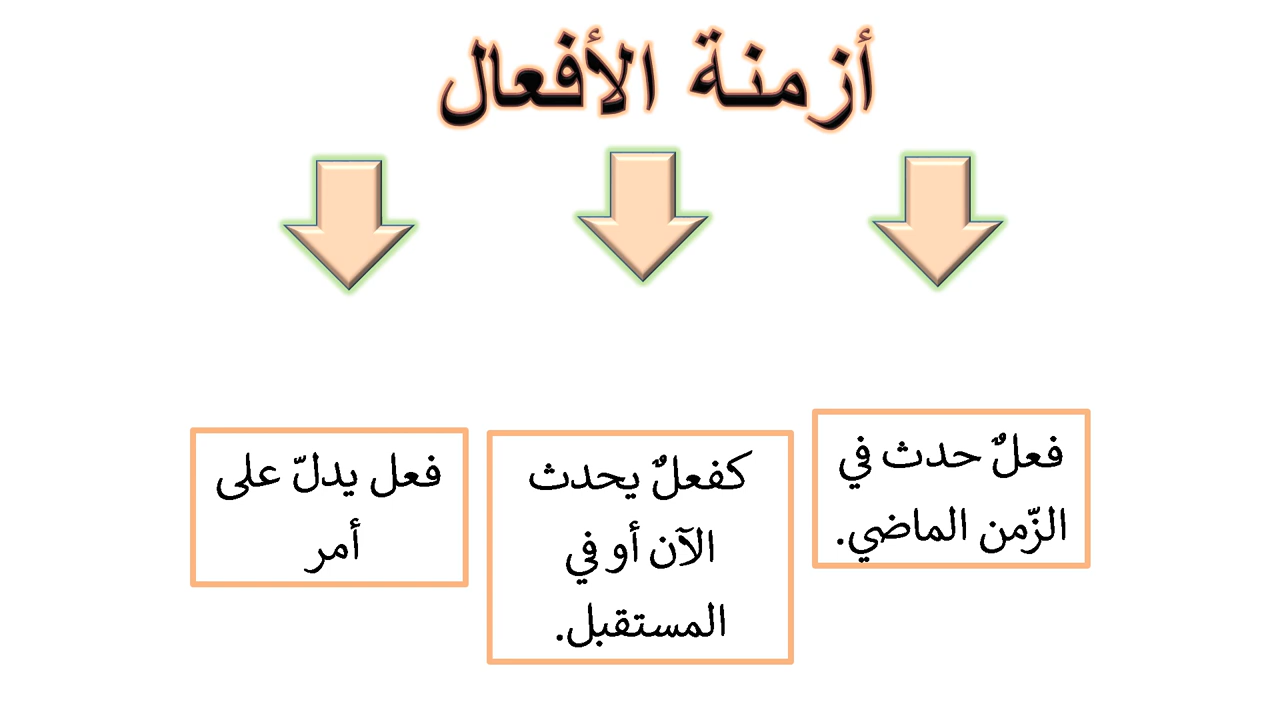 أزمنة الأفعال
فعلٌ حدث في
الزّمن الماضي.
كفعلٌ يحدث
الآن أو في
المستقبل.
فعل يدلّ على
أمر